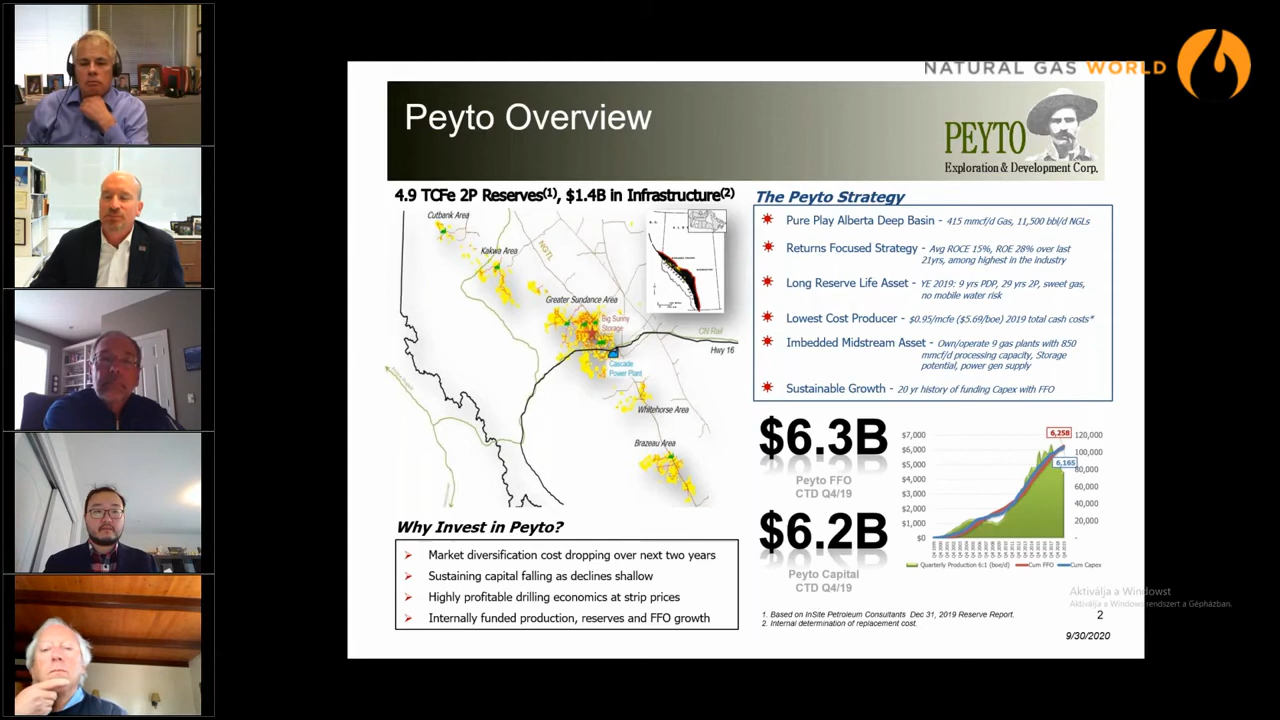 NATURAL GAS WORLD
Peyto Overview
PEYTO
Exploration & Development Corp.
4.9 TCFe 2P Reserves(1), $1.4B in Infrastructure(2)
Cutbank Area
Kakwa Area
NGTL
Greater Sundance Area
Big Sunny
Storage
CN Rail
Hwy 16
Cascade
Power Plant
Whitehorse Area
Brazeau Area
The Peyto Strategy
Pure Play Alberta Deep Basin - 415 mmcf/d Gas, 11,500 bbl/d NGLs
Returns Focused Strategy - Avg ROCE 15%, ROE 28% over last
21yrs, among highest in the industry
Long Reserve Life Asset - YE 2019: 9 yrs PDP, 29 yrs 2P, sweet gas,
no mobile water risk
Lowest Cost Producer - $0.95/mcfe ($5.69/boe) 2019 total cash costs*
Imbedded Midstream Asset - Own/operate 9 gas plants with 850
mmcf/d processing capacity, Storage
potential, power gen supply
Sustainable Growth - 20 yr history of funding Capex with FFO
$6.3B
Peyto FFO
CTD Q4/19
$6.2B
Peyto Capital
CTD Q4/19
$7,000
$6,000
$5,000
$4,000
$3,000
$2,000
$1,000
$0
6,258
6,165
120,000
100,000
80,000
60,000
40,000
20,000
-
Quarterly Production 6:1 (boe/d) Cum FFO Cum Capex
Why Invest in Peyto?
Market diversification cost dropping over next two years
Sustaining capital falling as declines shallow
Highly profitable drilling economics at strip prices
Internally funded production, reserves and FFO growth
1. Based on InSite Petroleum Consultants Dec 31, 2019 Reserve Report.
2. Internal determination of replacement cost.
Aktiválja a Windowst
Aktiválja a Windows rendszert a Gépházban.
2
9/30/2020